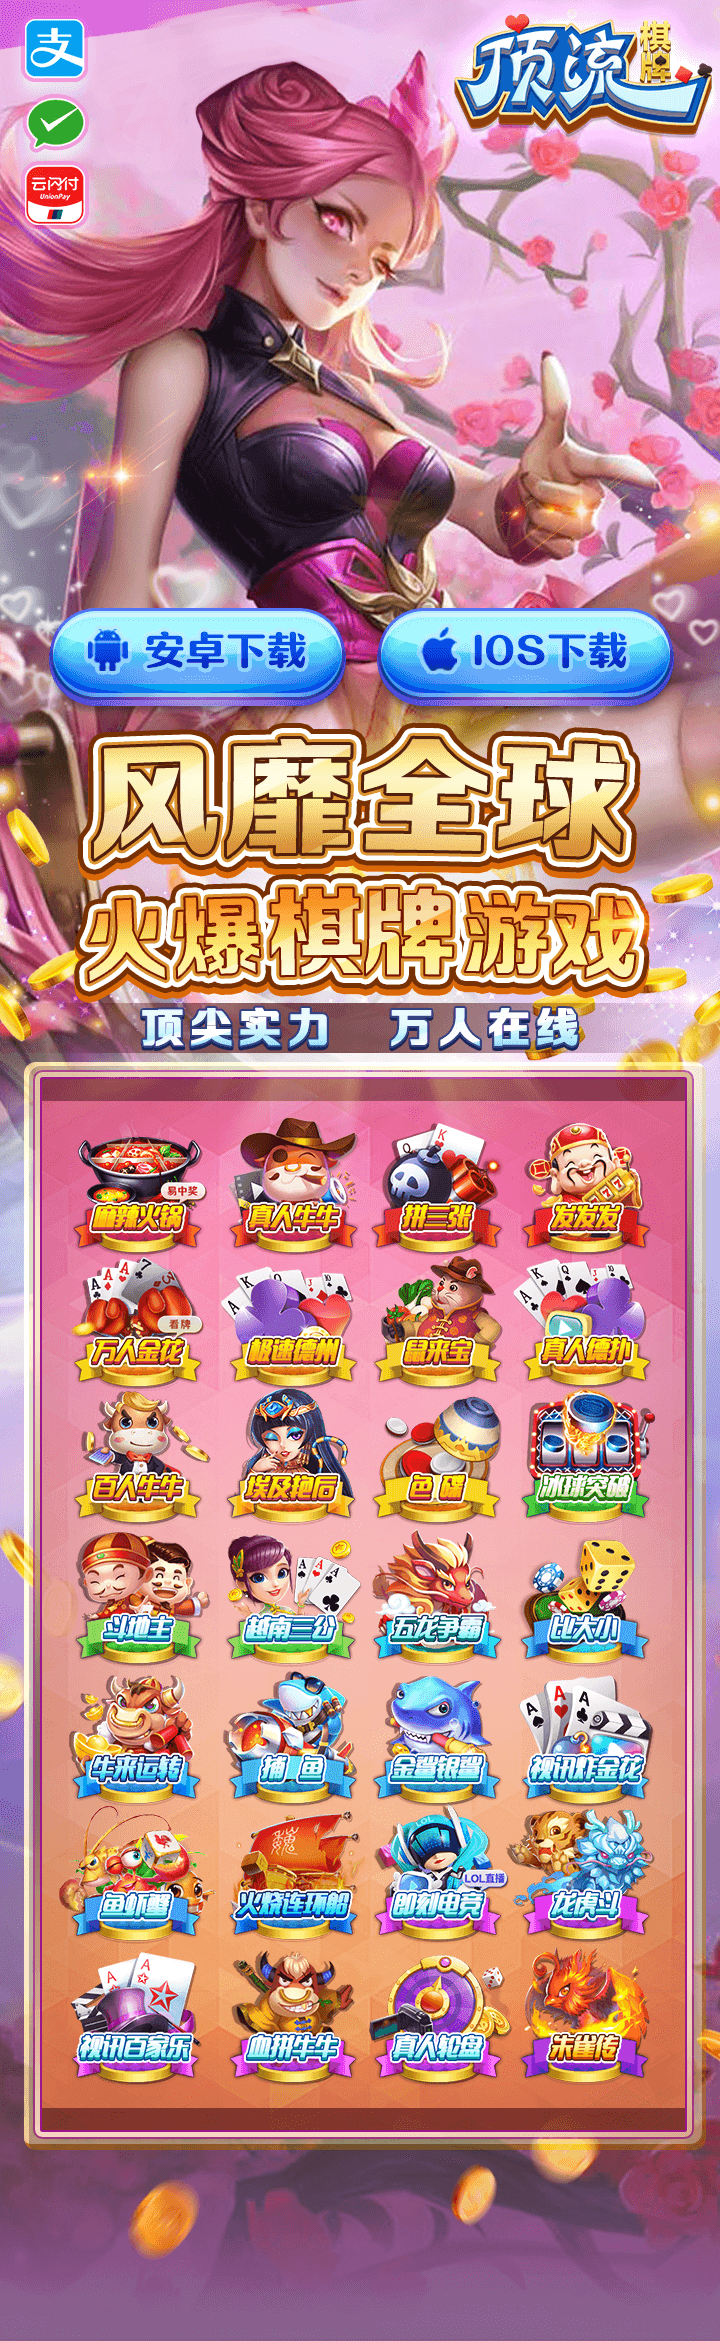 支
顶流棋牌
云闪付
UnionPay
安卓下载
IOS下载
风靡全球
火爆棋牌游戏
顶尖实力 万人在线
易中奖
麻辣火锅
真人牛牛
拼三张
发发发
看牌
万人金花
极速德州
鼠来宝
真人德扑
百人牛牛
埃及艳后
色碟
冰球突破
斗地主
越南三公
五龙争霸
比大小
牛来运转
捕鱼
金鲨银鲨
视讯炸金花
鱼虾蟹
魏
火烧连环船
LOL直播
即刻电竞
龙虎斗
视讯百家乐
血拼牛牛
真人轮盘
朱雀传